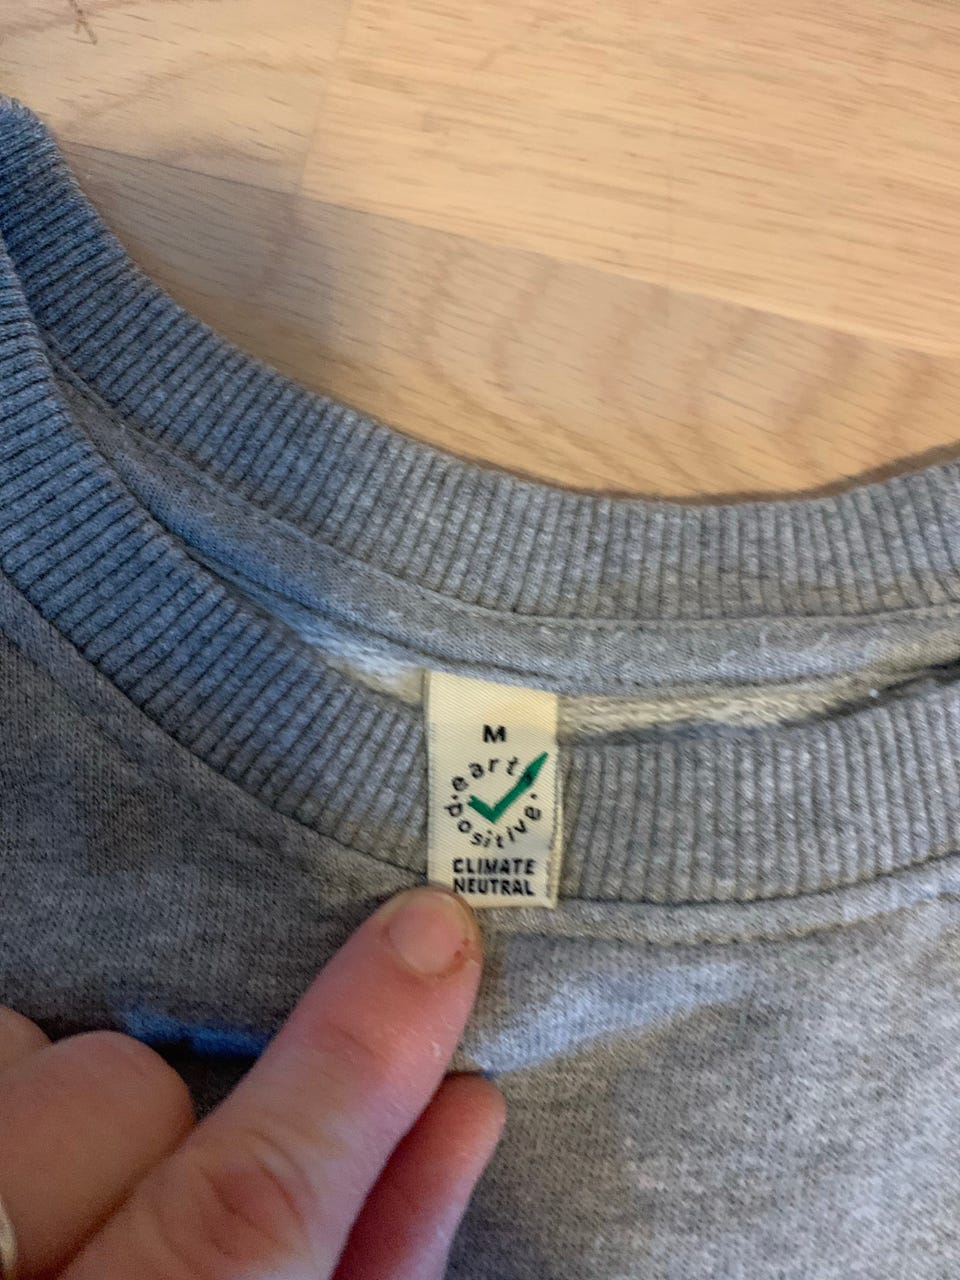 M
earth
positive
CLIMATE
NEUTRAL